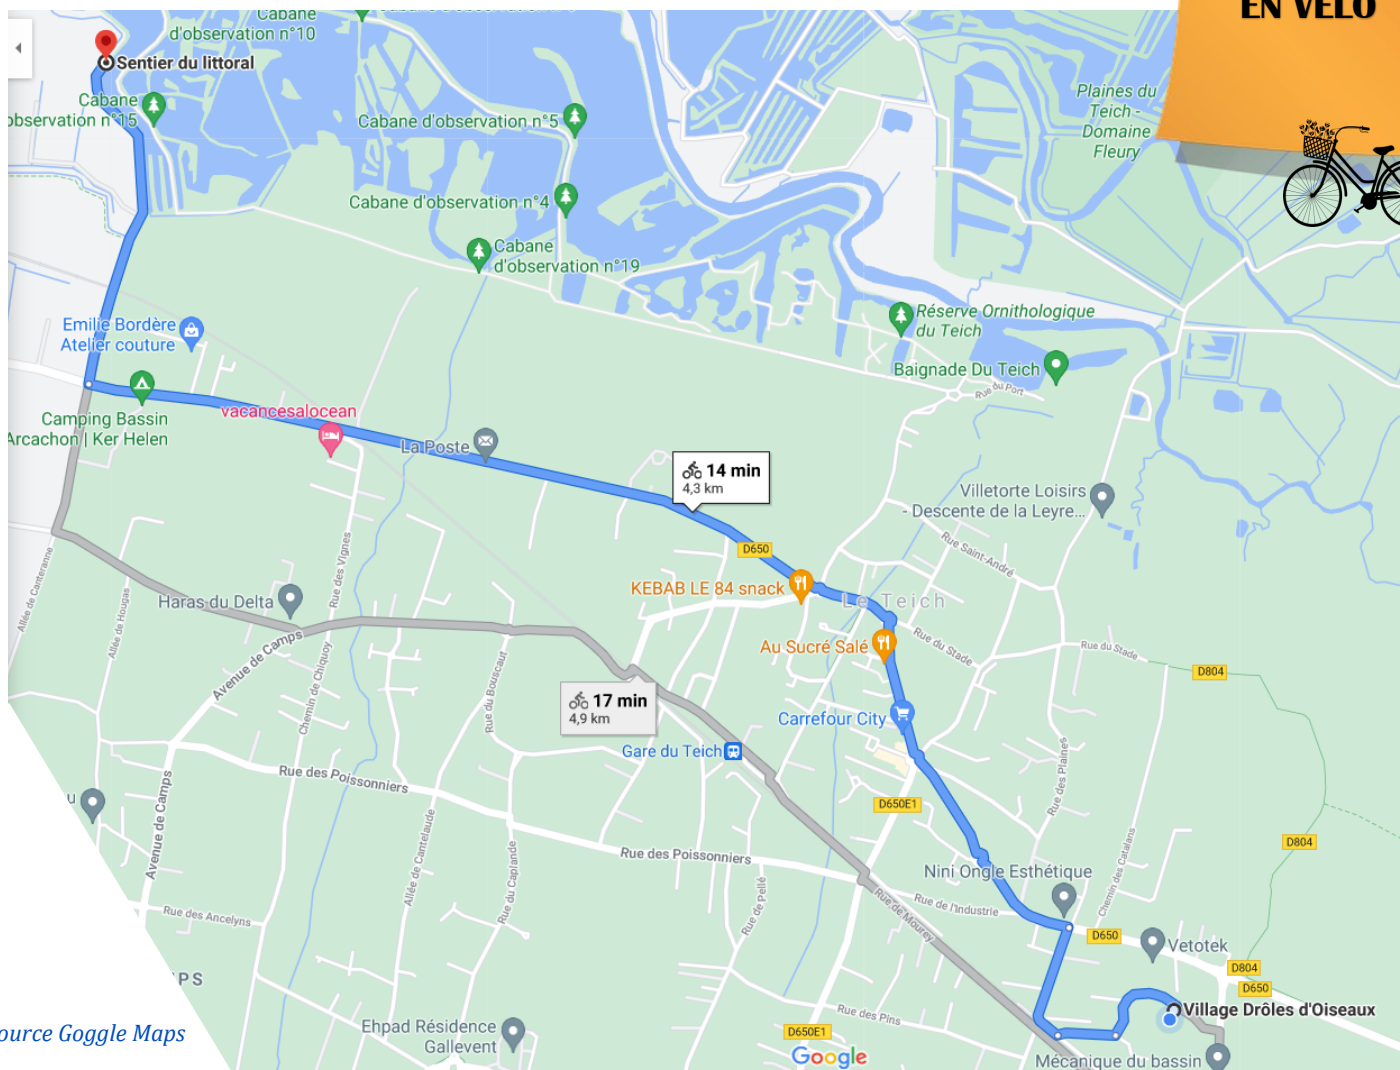 EN VÉLO
Cabane
d'observation n°10
Sentier du littoral
Cabane
observation n°15
Cabane d'observation n°5
Plaines du
Teich -
Domaine
Fleury
Cabane d'observation n°4
Cabane
d'observation n°19
Emilie Bordère
Atelier couture
Réserve Ornithologique
du Teich
Baignade Du Teich
Rue du Port
Camping Bassin
Arcachon | Ker Helen
vacancesalocean
La Poste
14 min
4,3 km
Villetorte Loisirs
- Descente de la Leyre...
D650
Rue Saint-André
Allée de Canteranne
Allée de Hougas
Rue des Vignes
KEBAB LE 84 snack
Le Teich
Haras du Delta
Avenue de Camps
Chemin de Chiquoy
Rue du Bouscaut
Au Sucré Salé
Rue du Stade
Rue du Stade
D804
17 min
4,9 km
Carrefour City
Gare du Teich
Rue des Poissonniers
Avenue de Camps
D650E1
Rue des Plaines
D804
Allée de Cantelaude
Rue du Caplande
Rue des Poissonniers
Nini Ongle Esthétique
Chemin des Catalans
Rue de Pellé
Rue de Mourey
Rue de l'Industrie
Rue des Ancelyns
D650
Vetotek
D804
D650
PS
Village Drôles d'Oiseaux
Rue des Pins
ource Goggle Maps
Ehpad Résidence
Gallevent
D650E1
Google
Mécanique du bassin